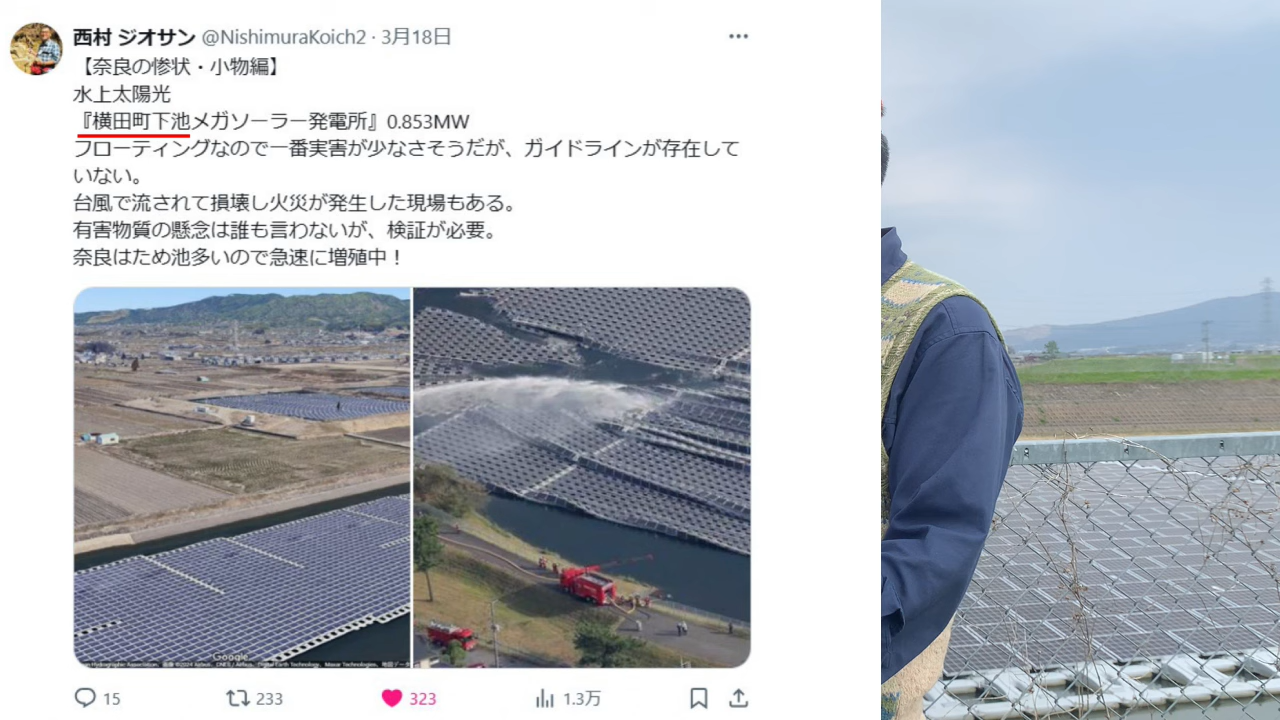 西村 ジオサン @NishimuraKoich2 · 3月18日
【奈良の惨状・小物編】
水上太陽光
『横田町下池メガソーラー発電所』0.853MW
フローティングなので一番実害が少なさそうだが、ガイドラインが存在して
いない。
台風で流されて損壊し火災が発生した現場もある。
有害物質の懸念は誰も言わないが、検証が必要。
奈良はため池多いので急速に増殖中！
Google
15 233 323 1.3万